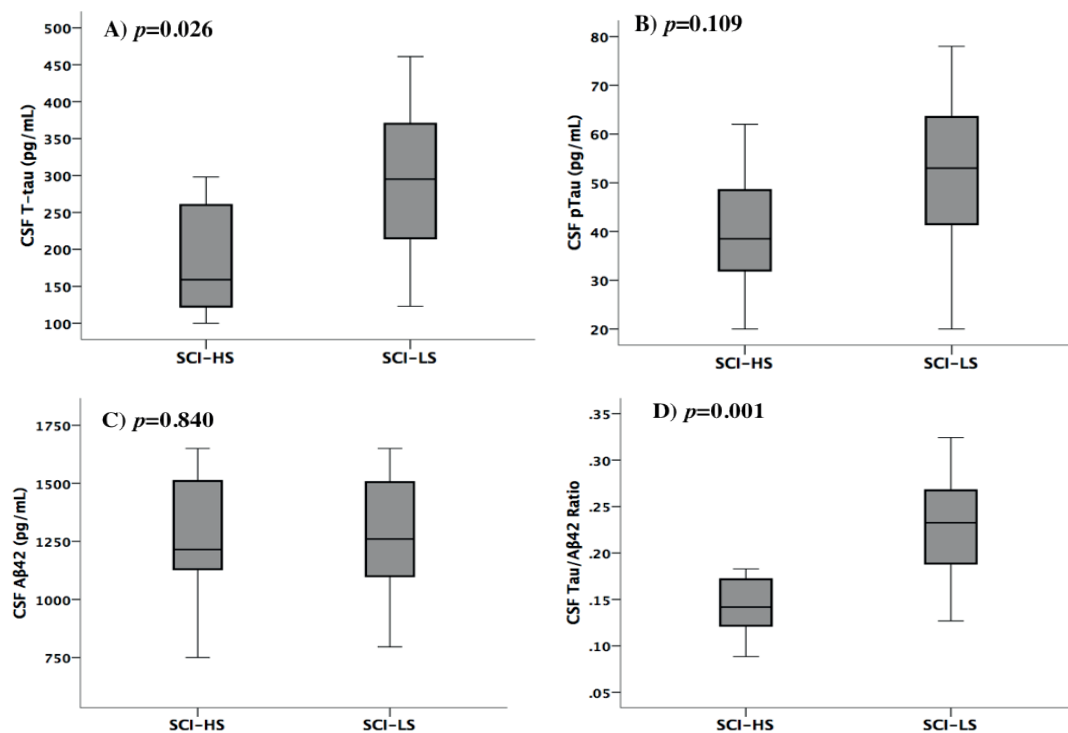 A) p=0.026
CSF T-tau (pg/mL)
500
450
400
350
300
250
200
150
100
SCI-HS
SCI-LS
B) p=0.109
CSF pTau (pg/mL)
80
70
60
50
40
30
20
SCI-HS
SCI-LS
C) p=0.840
CSF Aβ42 (pg/mL)
1750
1500
1250
1000
750
SCI-HS
SCI-LS
D) p=0.001
CSF Tau/Aβ42 Ratio
.35
.30
.25
.20
.15
.10
.05
SCI-HS
SCI-LS